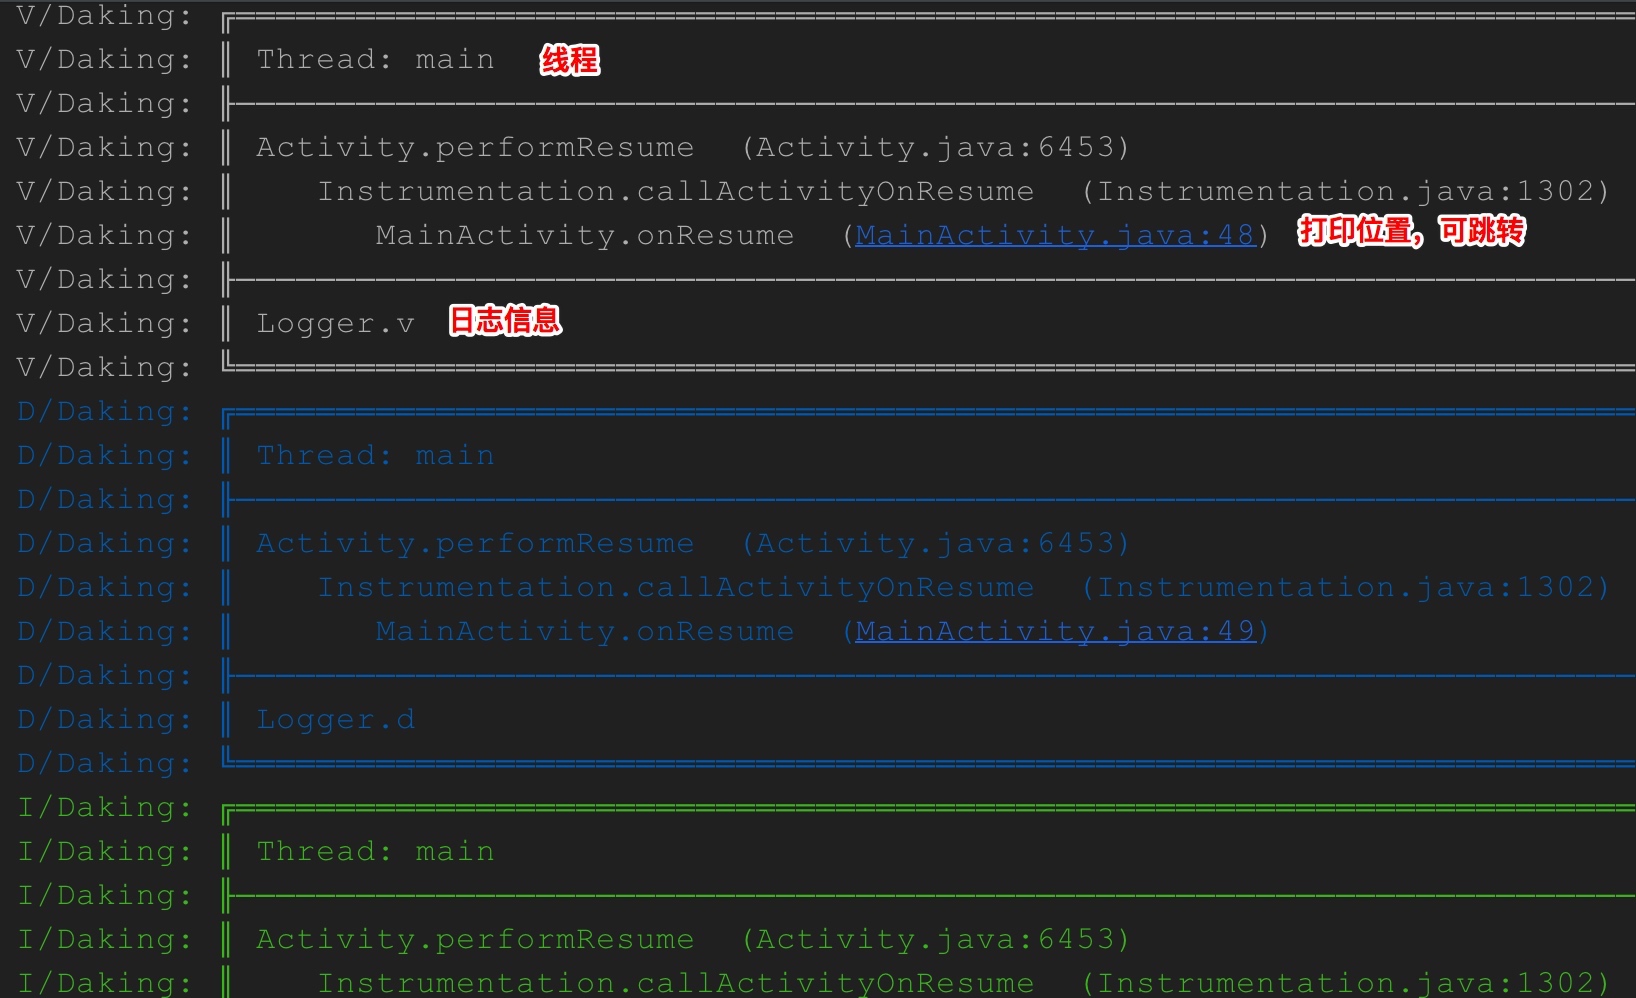 V/Daking: ╔════════════════════════════════════════════════════════════════════════
V/Daking: ║ Thread: main 线程
V/Daking: ╟────────────────────────────────────────────────────────────────────────
V/Daking: ║ Activity.performResume  (Activity.java:6453)
V/Daking: ║    Instrumentation.callActivityOnResume  (Instrumentation.java:1302)
V/Daking: ║       MainActivity.onResume  (MainActivity.java:48) 打印位置，可跳转
V/Daking: ╟────────────────────────────────────────────────────────────────────────
V/Daking: ║ Logger.v 日志信息
V/Daking: ╚════════════════════════════════════════════════════════════════════════
D/Daking: ╔════════════════════════════════════════════════════════════════════════
D/Daking: ║ Thread: main
D/Daking: ╟────────────────────────────────────────────────────────────────────────
D/Daking: ║ Activity.performResume  (Activity.java:6453)
D/Daking: ║    Instrumentation.callActivityOnResume  (Instrumentation.java:1302)
D/Daking: ║       MainActivity.onResume  (MainActivity.java:49)
D/Daking: ╟────────────────────────────────────────────────────────────────────────
D/Daking: ║ Logger.d
D/Daking: ╚════════════════════════════════════════════════════════════════════════
I/Daking: ╔════════════════════════════════════════════════════════════════════════
I/Daking: ║ Thread: main
I/Daking: ╟────────────────────────────────────────────────────────────────────────
I/Daking: ║ Activity.performResume  (Activity.java:6453)
I/Daking: ║    Instrumentation.callActivityOnResume  (Instrumentation.java:1302)